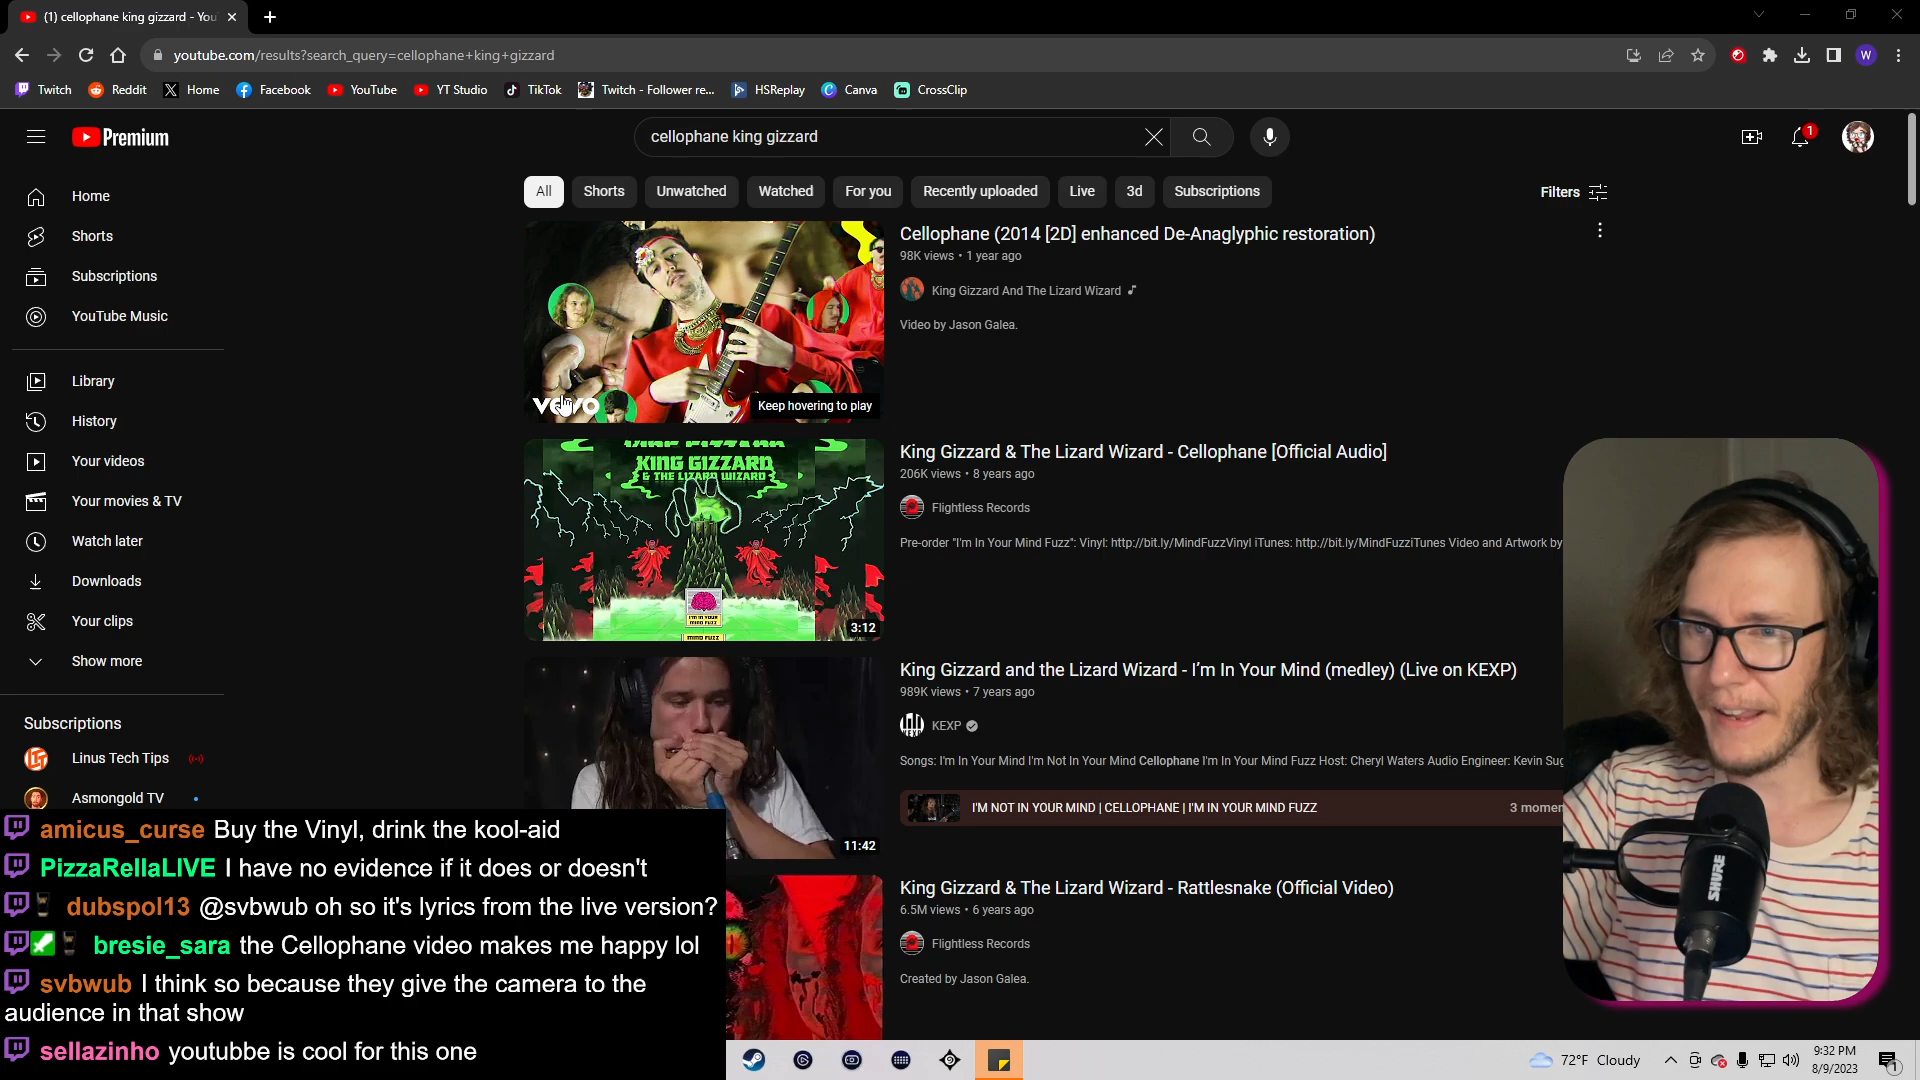 (1) cellophane king gizzard - You
youtube.com/results?search_query=cellophane+king+gizzard
W
Twitch Reddit Home Facebook YouTube YT Studio TikTok Twitch - Follower re... HSReplay Canva CrossClip
Premium
cellophane king gizzard
1
All Shorts Unwatched Watched For you Recently uploaded Live 3d Subscriptions Filters
Home
Shorts
Subscriptions
YouTube Music
Library
History
Your videos
Your movies & TV
Watch later
Downloads
Your clips
Show more
Subscriptions
Linus Tech Tips
Asmongold TV
Cellophane (2014 [2D] enhanced De-Anaglyphic restoration)
98K views • 1 year ago
King Gizzard And The Lizard Wizard
Video by Jason Galea.
vevo
Keep hovering to play
King Gizzard & The Lizard Wizard - Cellophane [Official Audio]
206K views • 8 years ago
Flightless Records
Pre-order "I'm In Your Mind Fuzz": Vinyl: http://bit.ly/MindFuzzVinyl iTunes: http://bit.ly/MindFuzziTunes Video and Artwork by
KING GIZZARD
& THE LIZARD WIZARD
I'M IN YOUR
MIND FUZZ
MIND FUZZ
3:12
King Gizzard and the Lizard Wizard - I'm In Your Mind (medley) (Live on KEXP)
989K views • 7 years ago
KEXP
Songs: I'm In Your Mind I'm Not In Your Mind Cellophane I'm In Your Mind Fuzz Host: Cheryl Waters Audio Engineer: Kevin Sug
I'M NOT IN YOUR MIND | CELLOPHANE | I'M IN YOUR MIND FUZZ
3 momen
11:42
King Gizzard & The Lizard Wizard - Rattlesnake (Official Video)
6.5M views • 6 years ago
Flightless Records
Created by Jason Galea.
SHURE
amicus_curse Buy the Vinyl, drink the kool-aid
PizzaRellaLIVE I have no evidence if it does or doesn't
dubspol13 @svbwub oh so it's lyrics from the live version?
bresie_sara the Cellophane video makes me happy lol
svbwub I think so because they give the camera to the
audience in that show
sellazinho youtubbe is cool for this one
72°F Cloudy
9:32 PM
8/9/2023
1